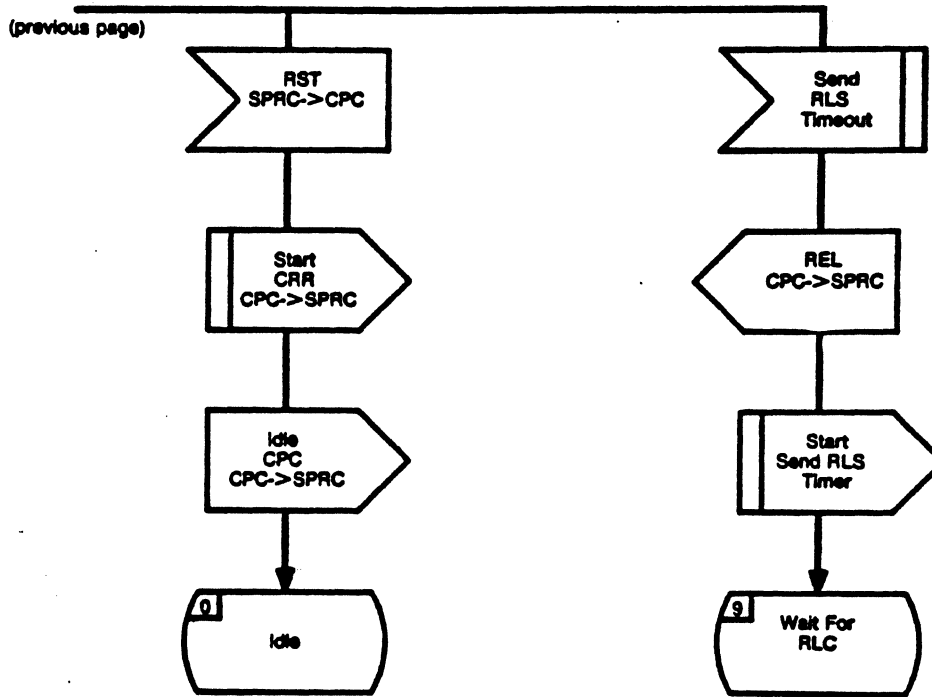 (previous page)
RST
SPRC->CPC
Start
CRR
CPC->SPRC
Idle
CPC
CPC->SPRC
0
Idle
Send
RLS
Timeout
REL
CPC->SPRC
Start
Send RLS
Timer
9
Wait For
RLC